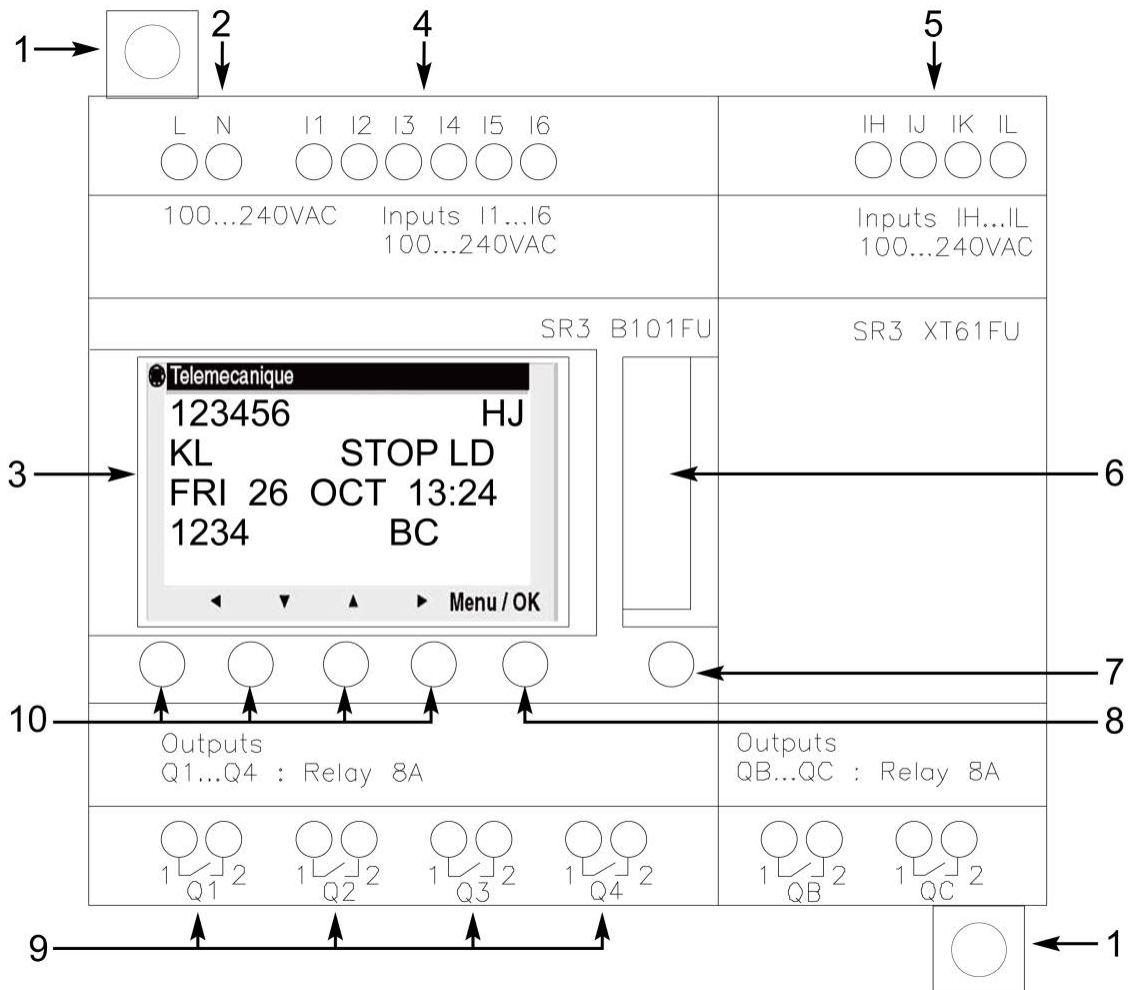 1 2 4 5
L N I1 I2 I3 I4 I5 I6 IH IJ IK IL
100...240VAC Inputs I1...I6 Inputs IH...IL
100...240VAC 100...240VAC
SR3 B101FU SR3 XT61FU
Telemecanique
123456 HJ
KL STOP LD
3 6
FRI 26 OCT 13:24
1234 BC
Menu / OK
7
10 8
Outputs Outputs
Q1...Q4 : Relay 8A QB...QC : Relay 8A
1 2 1 2 1 2 1 2 1 2 1 2
Q1 Q2 Q3 Q4 QB QC
9 1